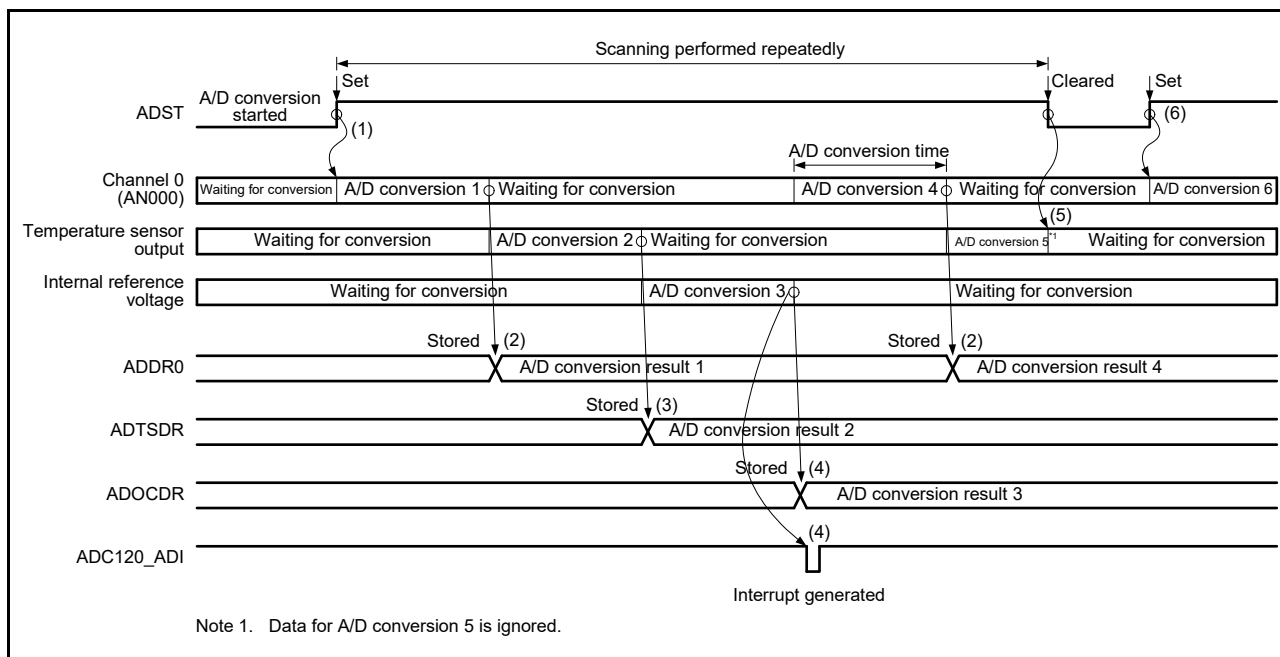 Scanning performed repeatedly
Set
Cleared
Set
ADST
A/D conversion
started
(1)
(6)
A/D conversion time
Channel 0
(AN000)
Waiting for conversion
A/D conversion 1
Waiting for conversion
A/D conversion 4
Waiting for conversion
A/D conversion 6
(5)
Temperature sensor
output
Waiting for conversion
A/D conversion 2
Waiting for conversion
A/D conversion 5*1
Waiting for conversion
Internal reference
voltage
Waiting for conversion
A/D conversion 3
Waiting for conversion
Stored
(2)
Stored
(2)
ADDR0
A/D conversion result 1
A/D conversion result 4
Stored
(3)
ADTSDR
A/D conversion result 2
Stored
(4)
ADOCDR
A/D conversion result 3
(4)
ADC120_ADI
Interrupt generated
Note 1. Data for A/D conversion 5 is ignored.